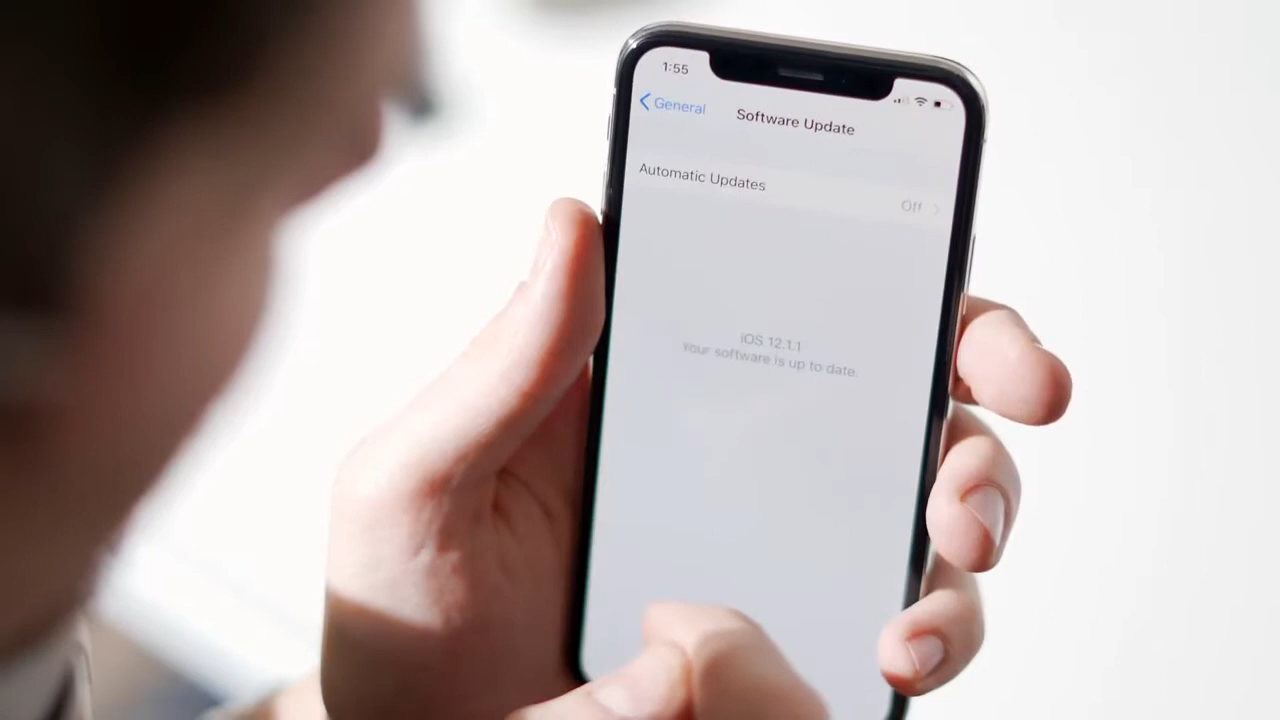 1:55
General
Software Update
Automatic Updates
Off
iOS 12.1.1
Your software is up to date.